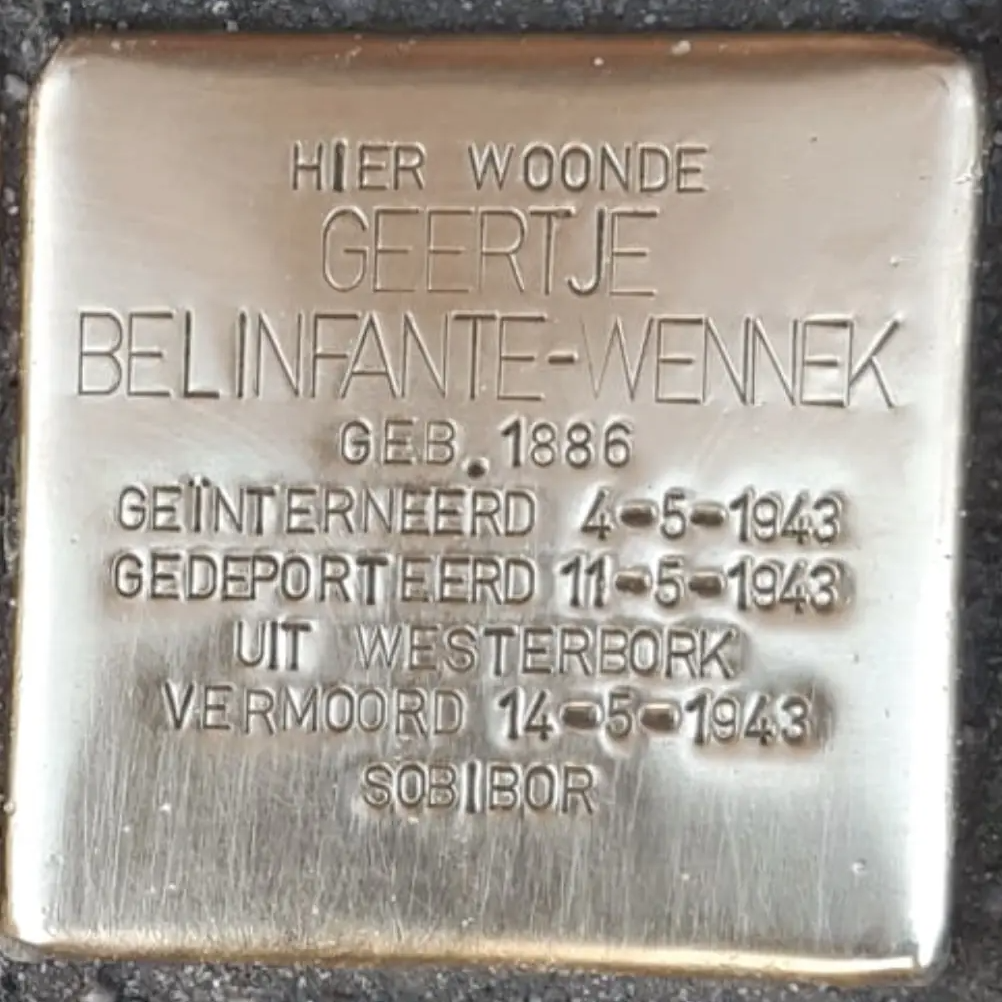 HIER WOONDE
GEERTJE
BELINFANTE-WENNEK
GEB. 1886
GEÏNTERNEERD 4-5-1943
GEDEPORTEERD 11-5-1943
UIT WESTERBORK
VERMOORD 14-5-1943
SOBIBOR